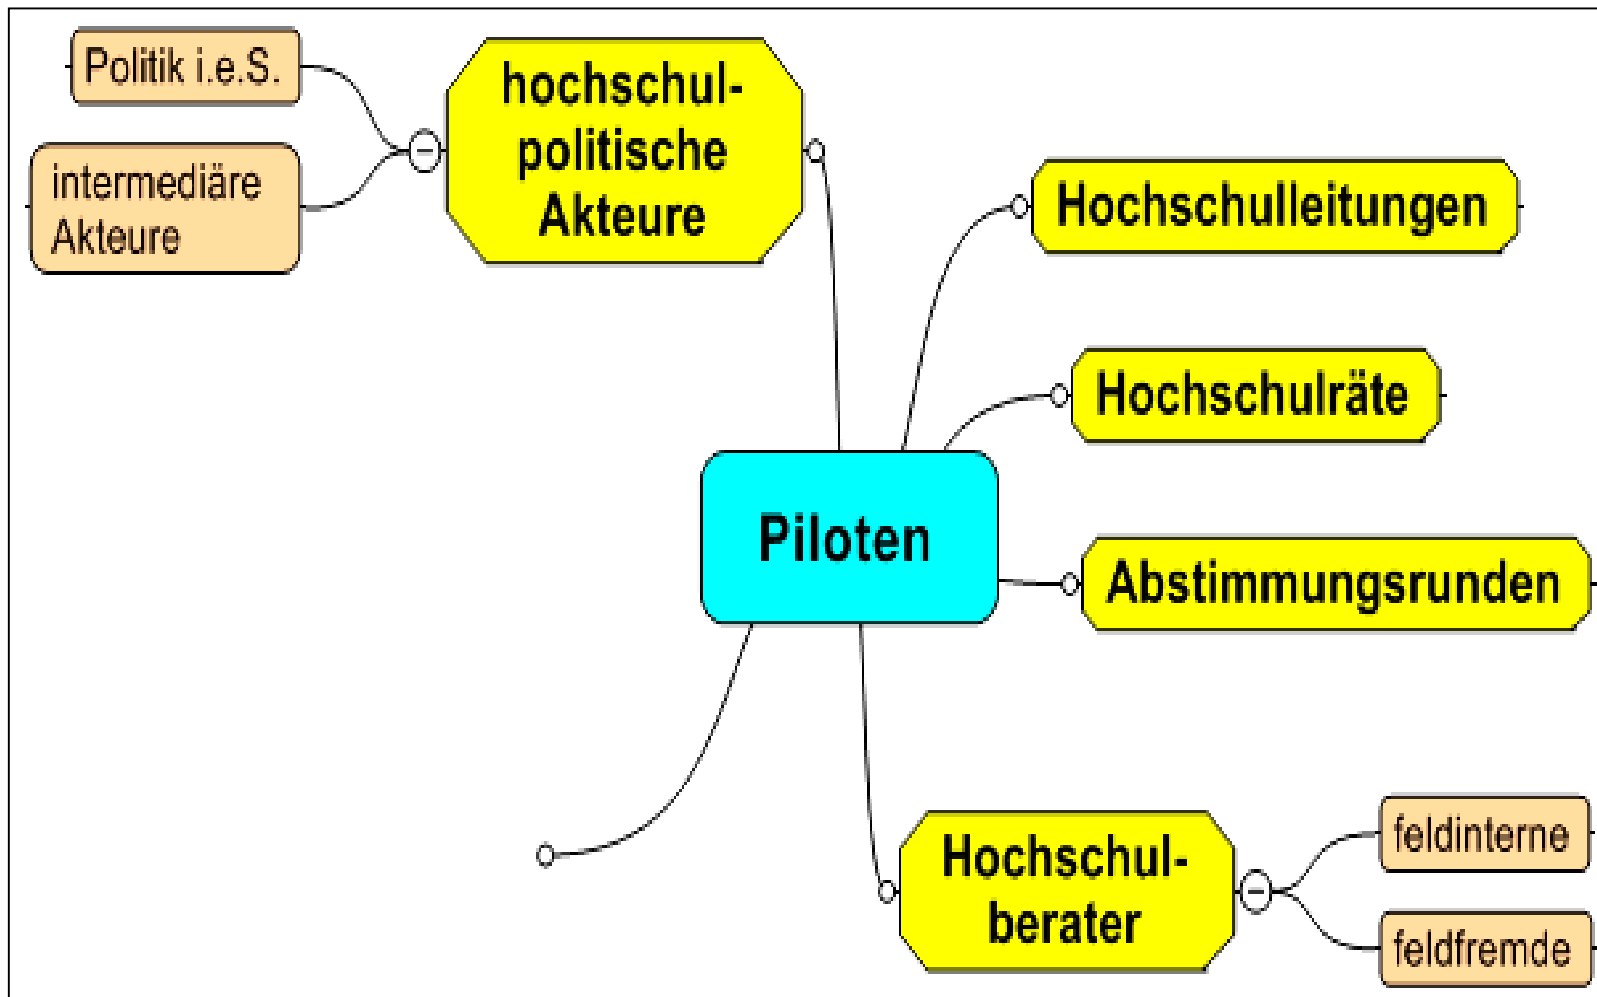 Politik i.e.S.
intermediäre
Akteure
hochschul-
politische
Akteure
Hochschulleitungen
Hochschulräte
Piloten
Abstimmungsrunden
Hochschul-
berater
feldinterne
feldfremde